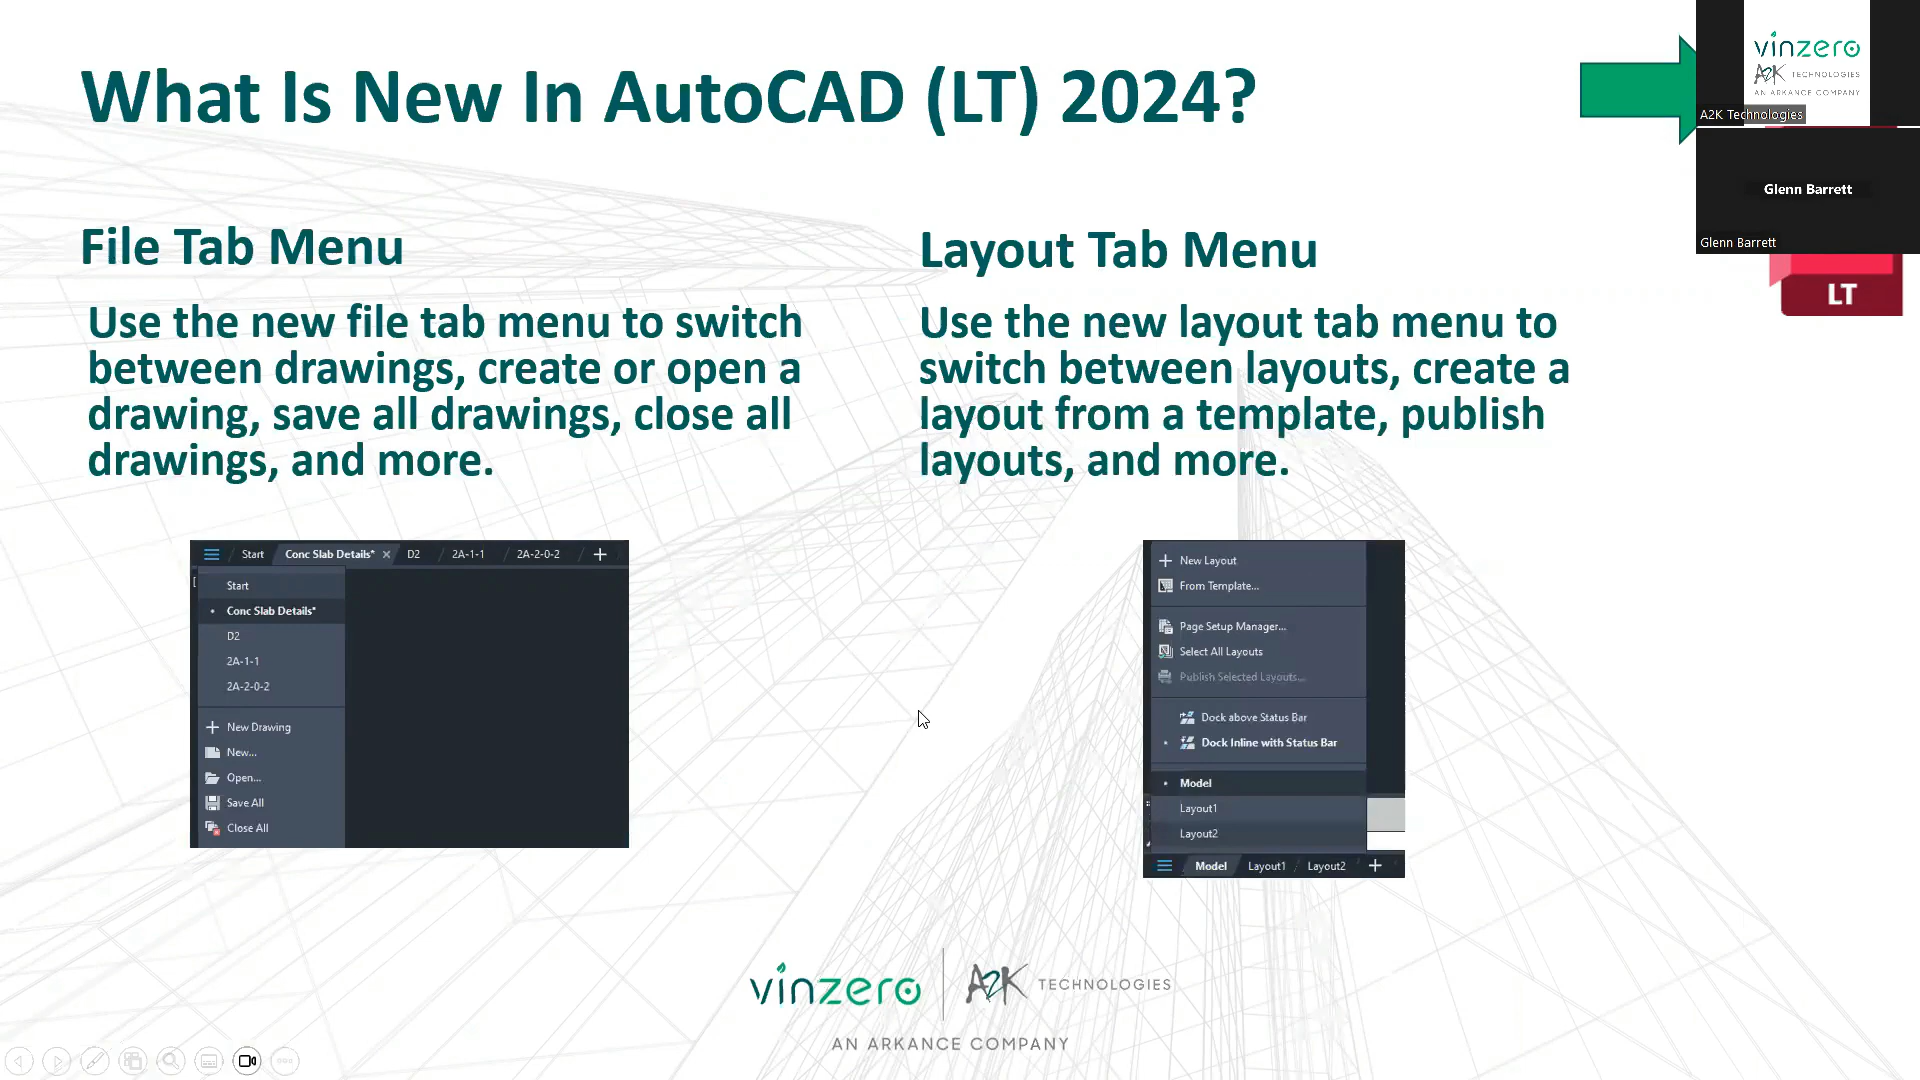 What Is New In AutoCAD (LT) 2024?
vinzero
A2K TECHNOLOGIES
AN ARKANCE COMPANY
A2K Technologies
Glenn Barrett
Glenn Barrett
LT
File Tab Menu
Use the new file tab menu to switch
between drawings, create or open a
drawing, save all drawings, close all
drawings, and more.
Layout Tab Menu
Use the new layout tab menu to
switch between layouts, create a
layout from a template, publish
layouts, and more.
Start Conc Slab Details* D2 2A-1-1 2A-2-0-2
Start
Conc Slab Details*
D2
2A-1-1
2A-2-0-2
New Drawing
New...
Open...
Save All
Close All
New Layout
From Template...
Page Setup Manager...
Select All Layouts
Publish Selected Layouts...
Dock above Status Bar
Dock Inline with Status Bar
Model
Layout1
Layout2
Model Layout1 Layout2
vinzero A2K TECHNOLOGIES
AN ARKANCE COMPANY